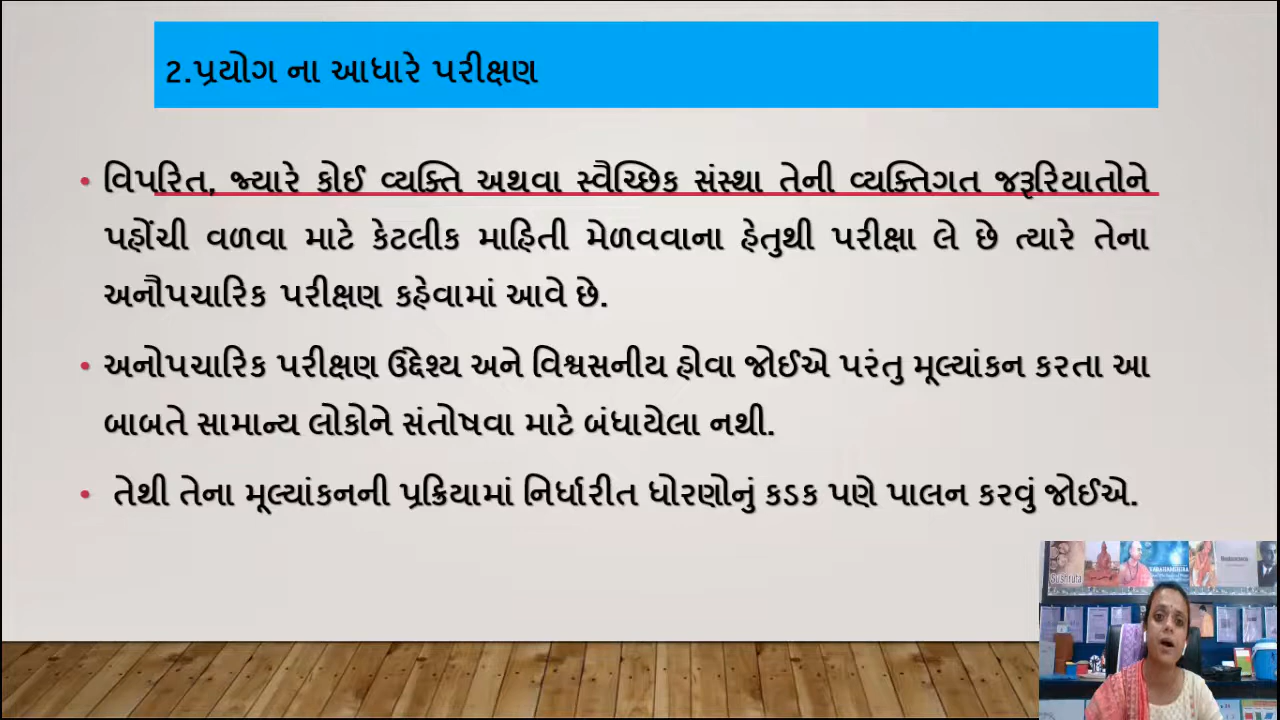 2.પ્રયોગ ના આધારે પરીક્ષણ
• વિપરિત, જ્યારે કોઈ વ્યક્તિ અથવા સ્વૈચ્છિક સંસ્થા તેની વ્યક્તિગત જરૂરિયાતોને
પહોંચી વળવા માટે કેટલીક માહિતી મેળવવાના હેતુથી પરીક્ષા લે છે ત્યારે તેના
અનૌપચારિક પરીક્ષણ કહેવામાં આવે છે.
• અનોપચારિક પરીક્ષણ ઉદ્દેશ્ય અને વિશ્વસનીય હોવા જોઈએ પરંતુ મૂલ્યાંકન કરતા આ
બાબતે સામાન્ય લોકોને સંતોષવા માટે બંધાયેલા નથી.
• તેથી તેના મૂલ્યાંકનની પ્રક્રિયામાં નિર્ધારીત ધોરણોનું કડક પણે પાલન કરવું જોઈએ.
Sushruta
VARAHAMIHIRA